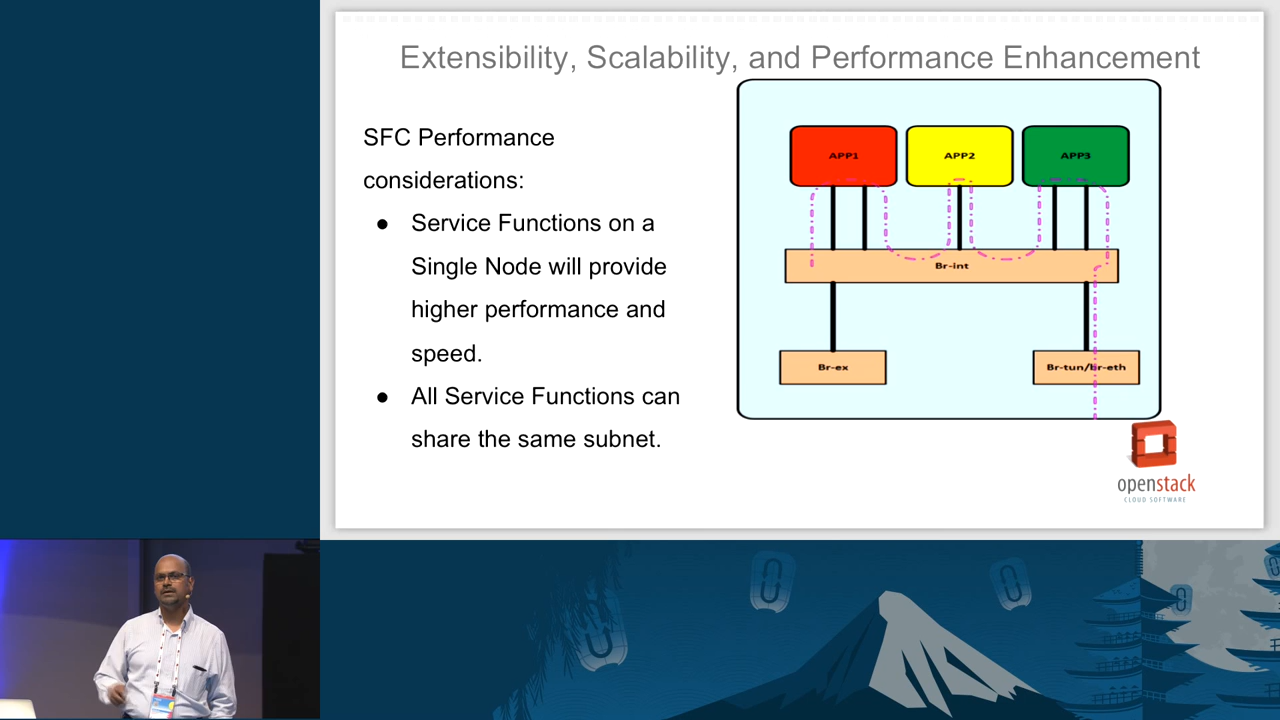 Extensibility, Scalability, and Performance Enhancement
SFC Performance
considerations:
● Service Functions on a
Single Node will provide
higher performance and
speed.
● All Service Functions can
share the same subnet.
APP1
APP2
APP3
Br-int
Br-ex
Br-tun/br-eth
openstack
CLOUD SOFTWARE